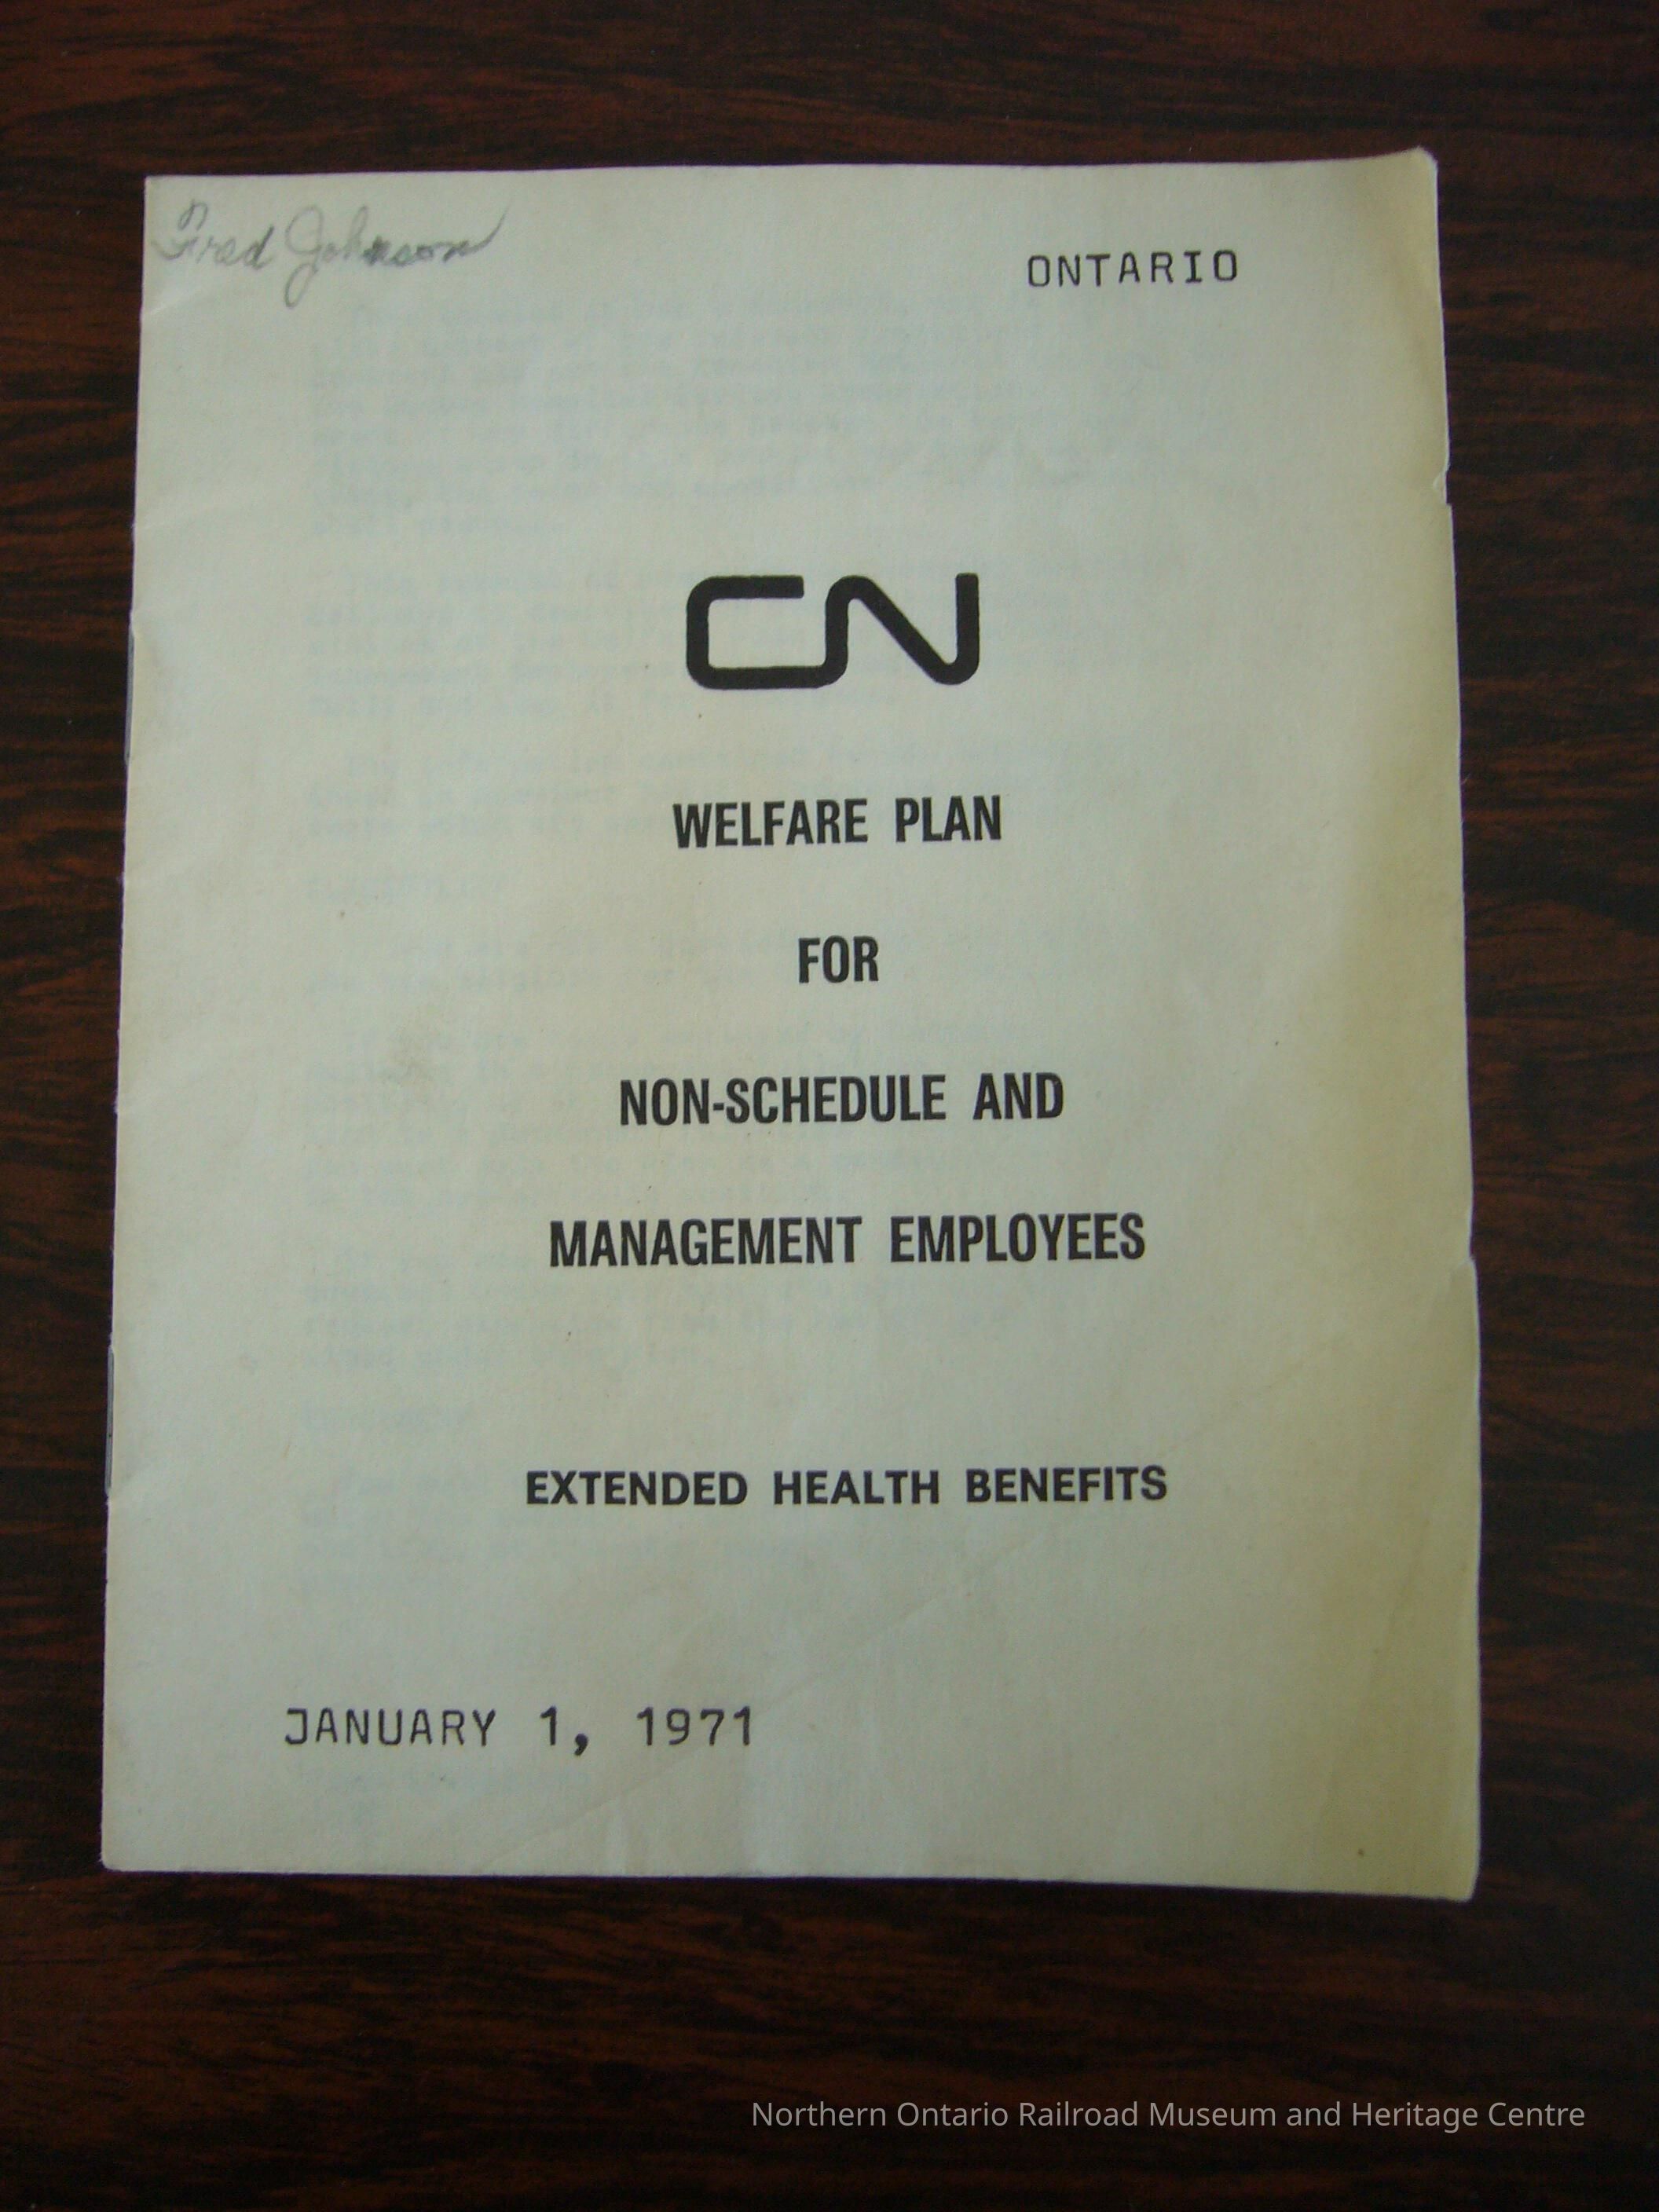 Fred Johnson
ONTARIO
CN
WELFARE PLAN
FOR
NON-SCHEDULE AND
MANAGEMENT EMPLOYEES
EXTENDED HEALTH BENEFITS
JANUARY 1, 1971
Northern Ontario Railroad Museum and Heritage Centre